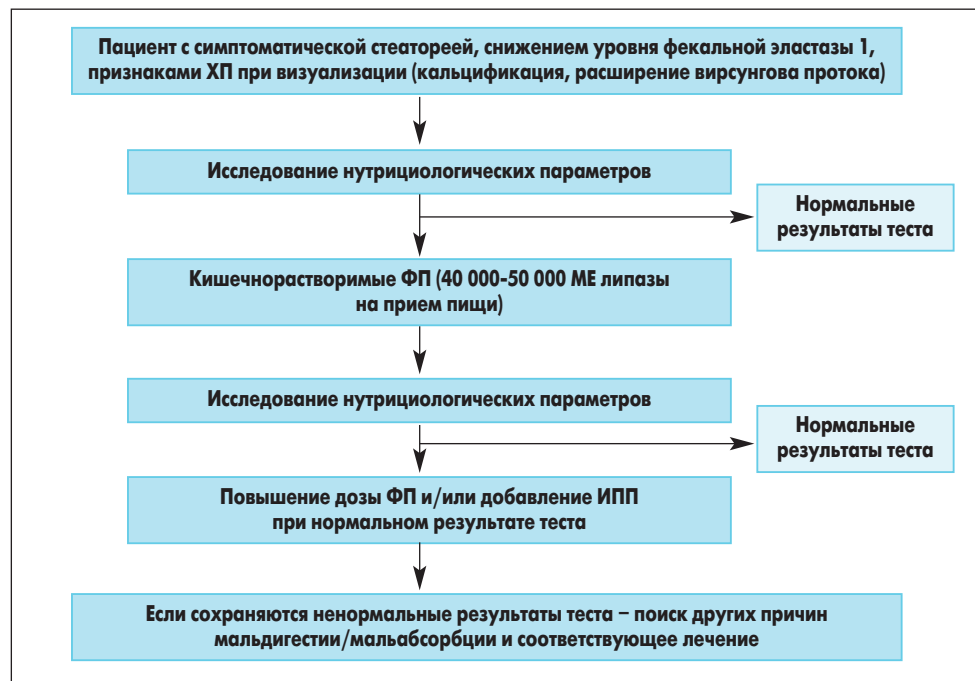 Пациент с симптоматической стеатореей, снижением уровня фекальной эластазы 1,
признаками ХП при визуализации (кальцификация, расширение вирсунгова протока)
Исследование нутрициологических параметров
Нормальные
результаты теста
Кишечнорастворимые ФП (40 000-50 000 МЕ липазы
на прием пищи)
Исследование нутрициологических параметров
Нормальные
результаты теста
Повышение дозы ФП и/или добавление ИПП
при нормальном результате теста
Если сохраняются ненормальные результаты теста – поиск других причин
мальдигестии/мальабсорбции и соответствующее лечение